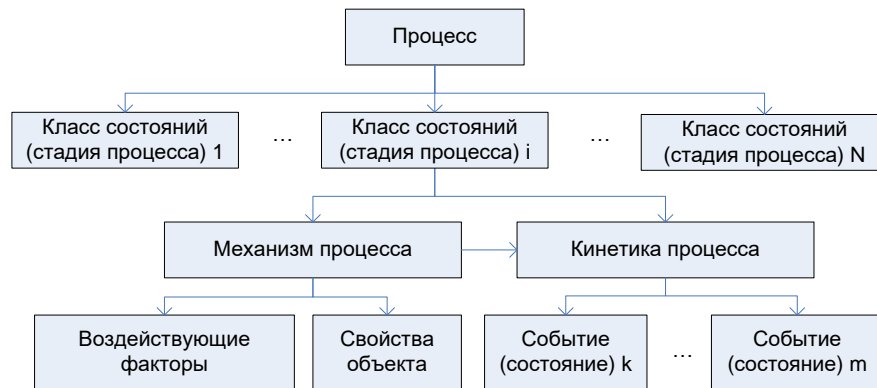 Процесс
Класс состояний
(стадия процесса) 1
...
Класс состояний
(стадия процесса) i
...
Класс состояний
(стадия процесса) N
Механизм процесса
Кинетика процесса
Воздействующие
факторы
Свойства
объекта
Событие
(состояние) k
...
Событие
(состояние) m